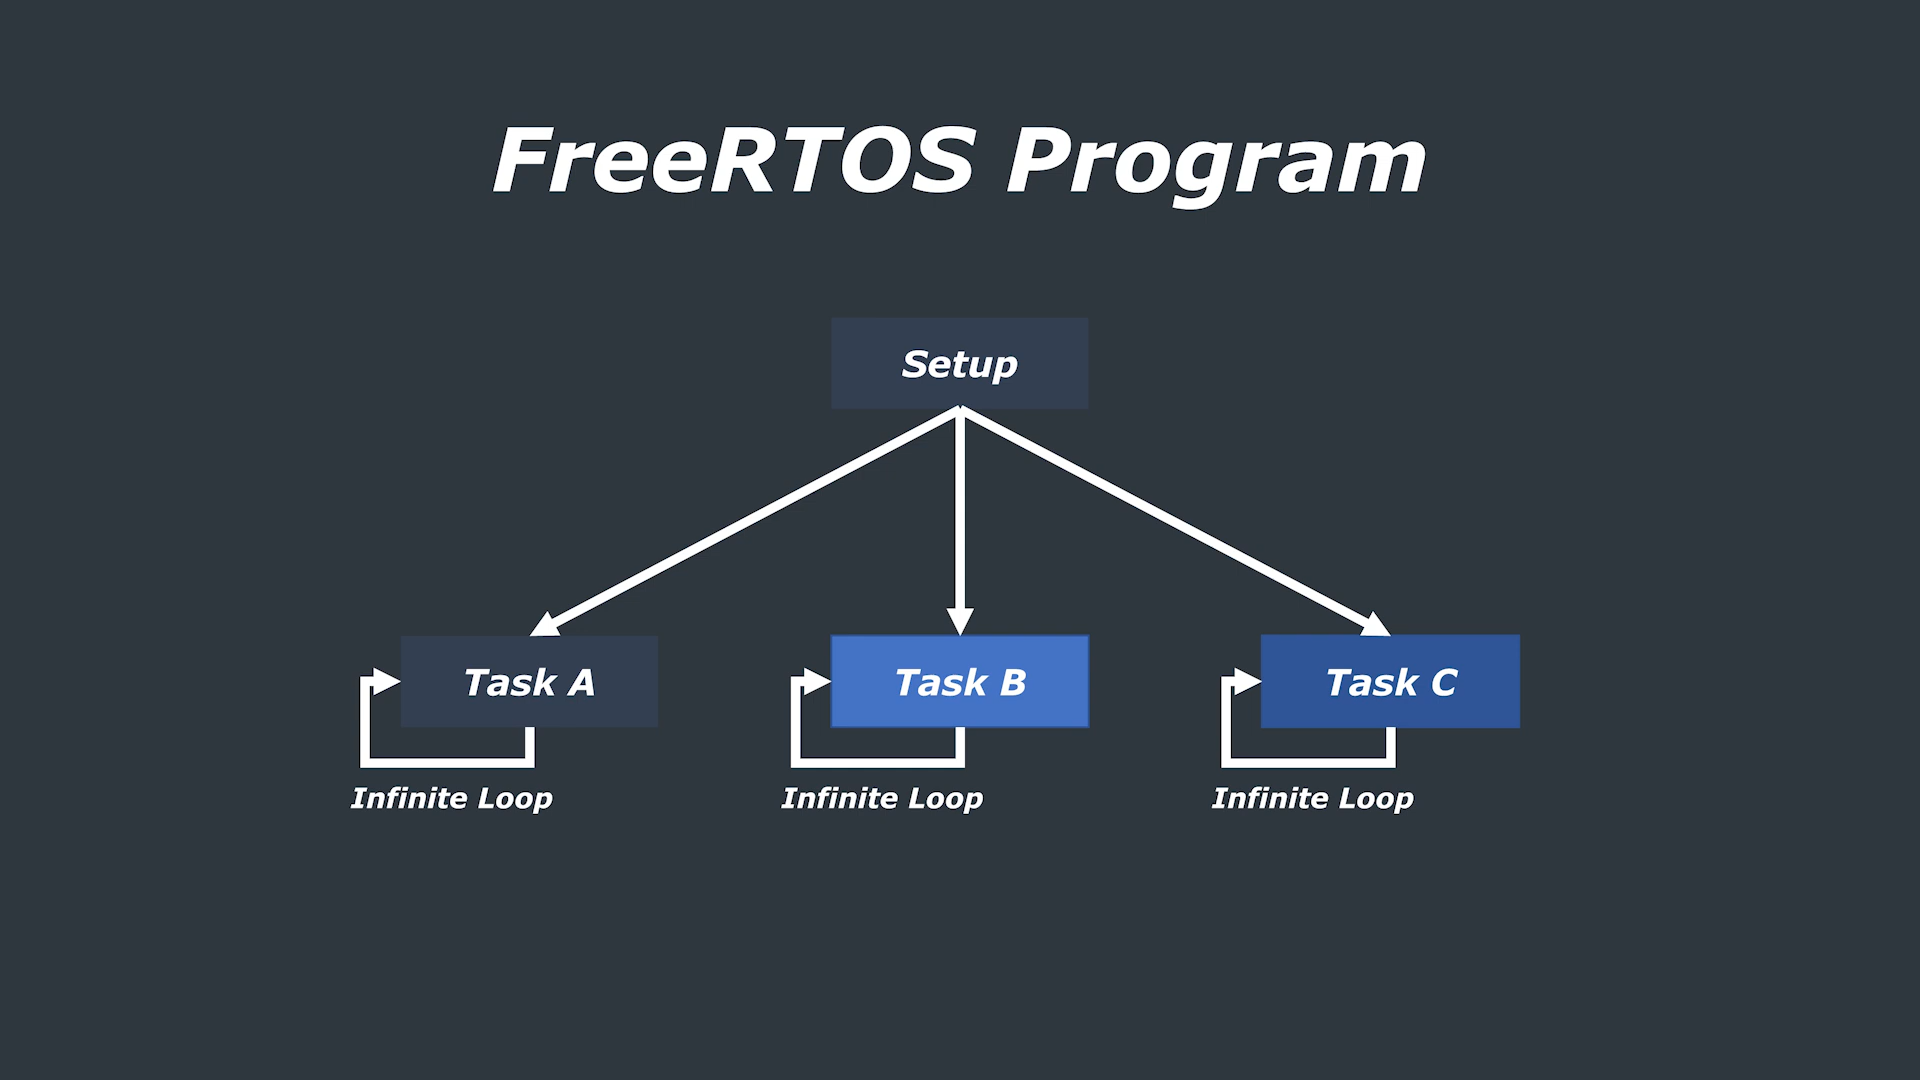 FreeRTOS Program
Setup
Task A
Task B
Task C
Infinite Loop
Infinite Loop
Infinite Loop